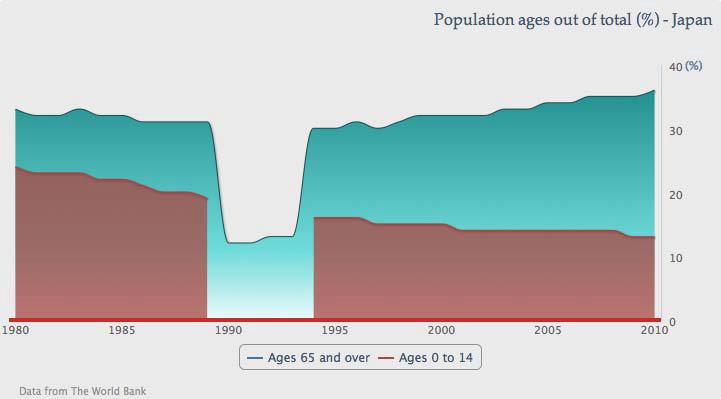 Population ages out of total (%) - Japan
40 (%)
30
20
10
0
1980 1985 1990 1995 2000 2005 2010
Ages 65 and over Ages 0 to 14
Data from The World Bank